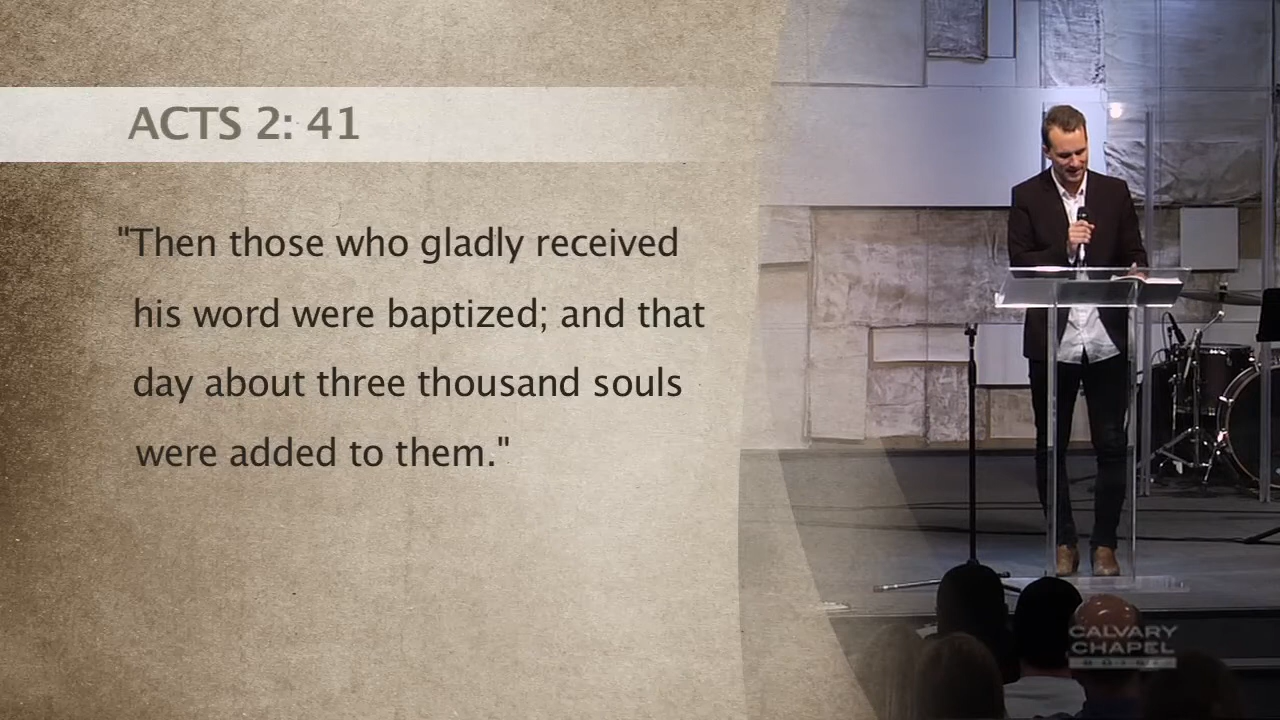 ACTS 2: 41
"Then those who gladly received
his word were baptized; and that
day about three thousand souls
were added to them."
CALVARY
CHAPEL
BOISE